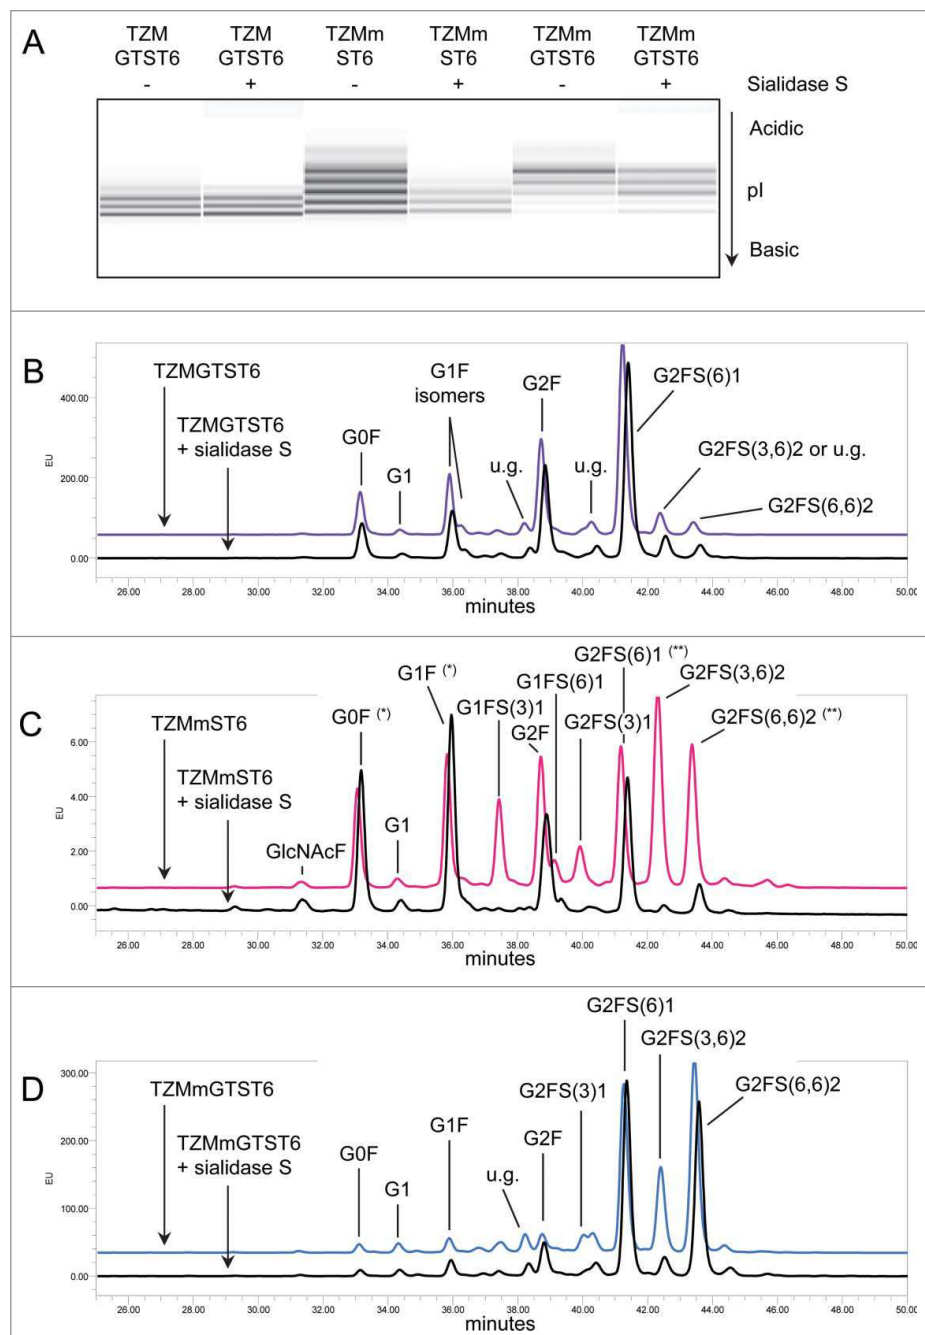 A
TZM TZM TZMm TZMm TZMm TZMm
GTST6 GTST6 ST6 ST6 GTST6 GTST6
- + - + - + Sialidase S
Acidic
pI
Basic
B
TZMGTST6
TZMGTST6
+ sialidase S
G0F
G1
G1F
isomers
u.g.
G2F
u.g.
G2FS(6)1
G2FS(3,6)2 or u.g.
G2FS(6,6)2
EU
400.00
200.00
0.00
26.00 28.00 30.00 32.00 34.00 36.00 38.00 40.00 42.00 44.00 46.00 48.00 50.00
minutes
C
TZMmST6
TZMmST6
+ sialidase S
GlcNAcF
G0F (*)
G1
G1F (*)
G1FS(3)1
G2F
G1FS(6)1
G2FS(3)1
G2FS(6)1 (**)
G2FS(3,6)2
G2FS(6,6)2 (**)
EU
6.00
4.00
2.00
0.00
26.00 28.00 30.00 32.00 34.00 36.00 38.00 40.00 42.00 44.00 46.00 48.00 50.00
minutes
D
TZMmGTST6
TZMmGTST6
+ sialidase S
G0F
G1
G1F
u.g.
G2F
G2FS(3)1
G2FS(6)1
G2FS(3,6)2
G2FS(6,6)2
EU
300.00
200.00
100.00
0.00
26.00 28.00 30.00 32.00 34.00 36.00 38.00 40.00 42.00 44.00 46.00 48.00 50.00
minutes